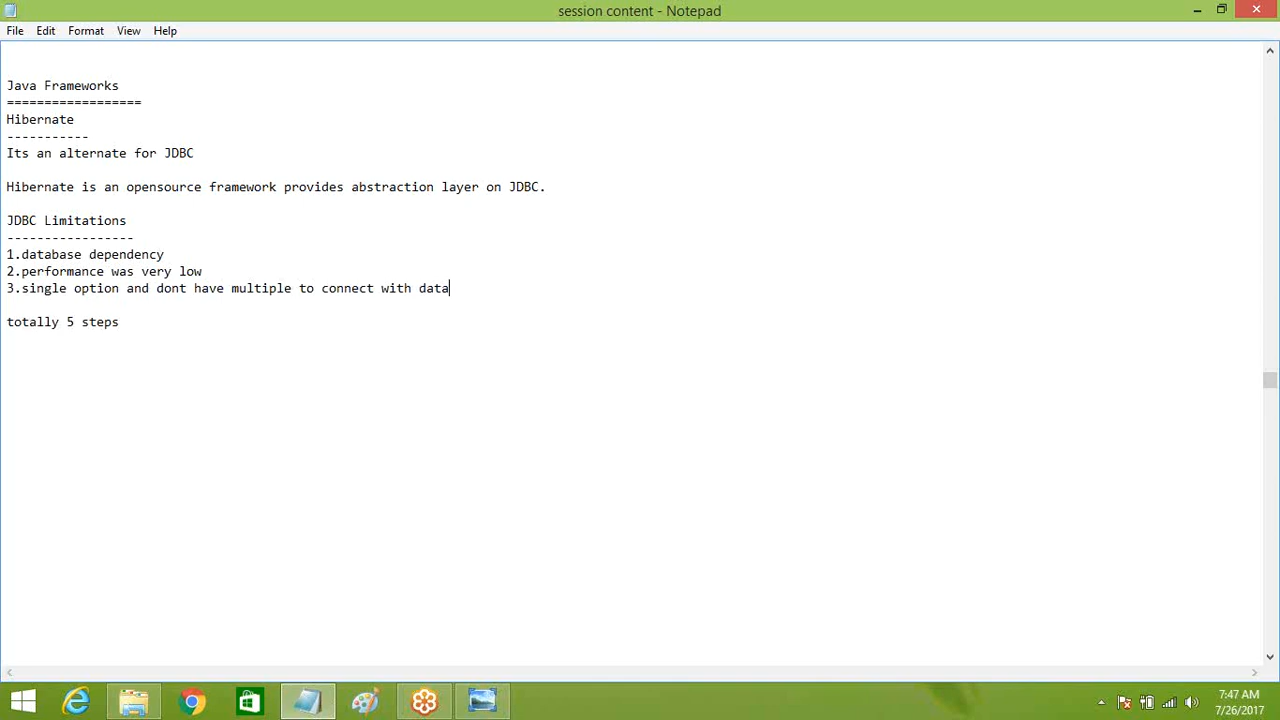 session content - Notepad
File Edit Format View Help
Java Frameworks
==================
Hibernate
-----------
Its an alternate for JDBC
Hibernate is an opensource framework provides abstraction layer on JDBC.
JDBC Limitations
-----------------
1.database dependency
2.performance was very low
3.single option and dont have multiple to connect with data
totally 5 steps
7:47 AM
7/26/2017